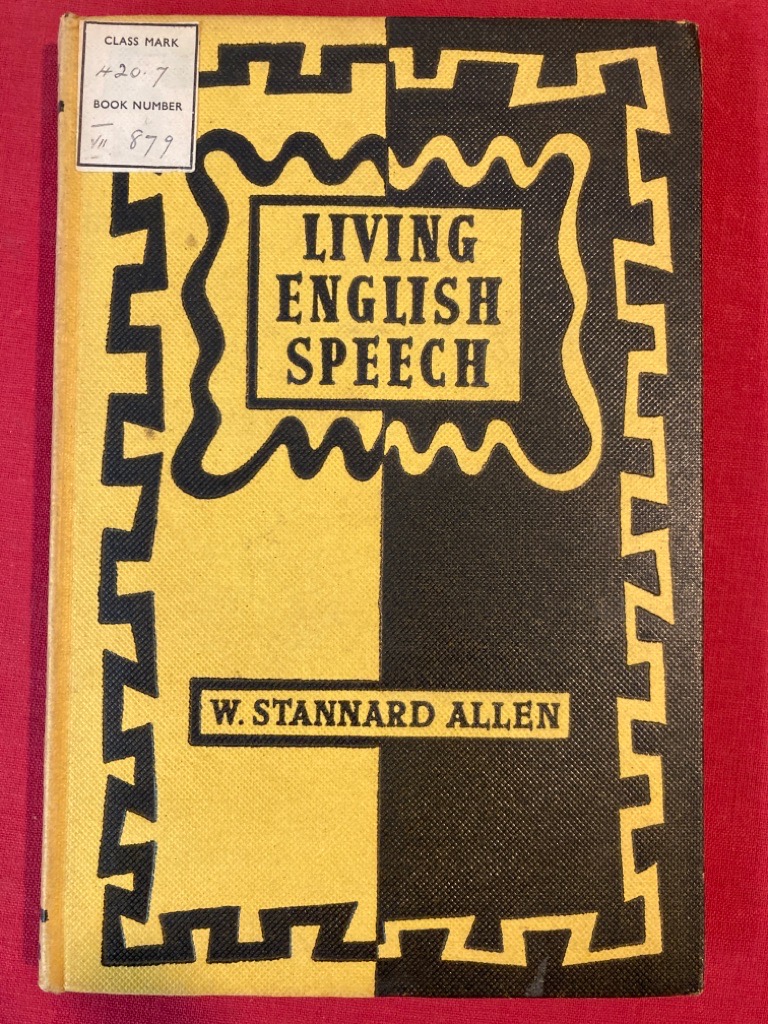 CLASS MARK
420.7
BOOK NUMBER
VII 879
LIVING
ENGLISH
SPEECH
W. STANNARD ALLEN